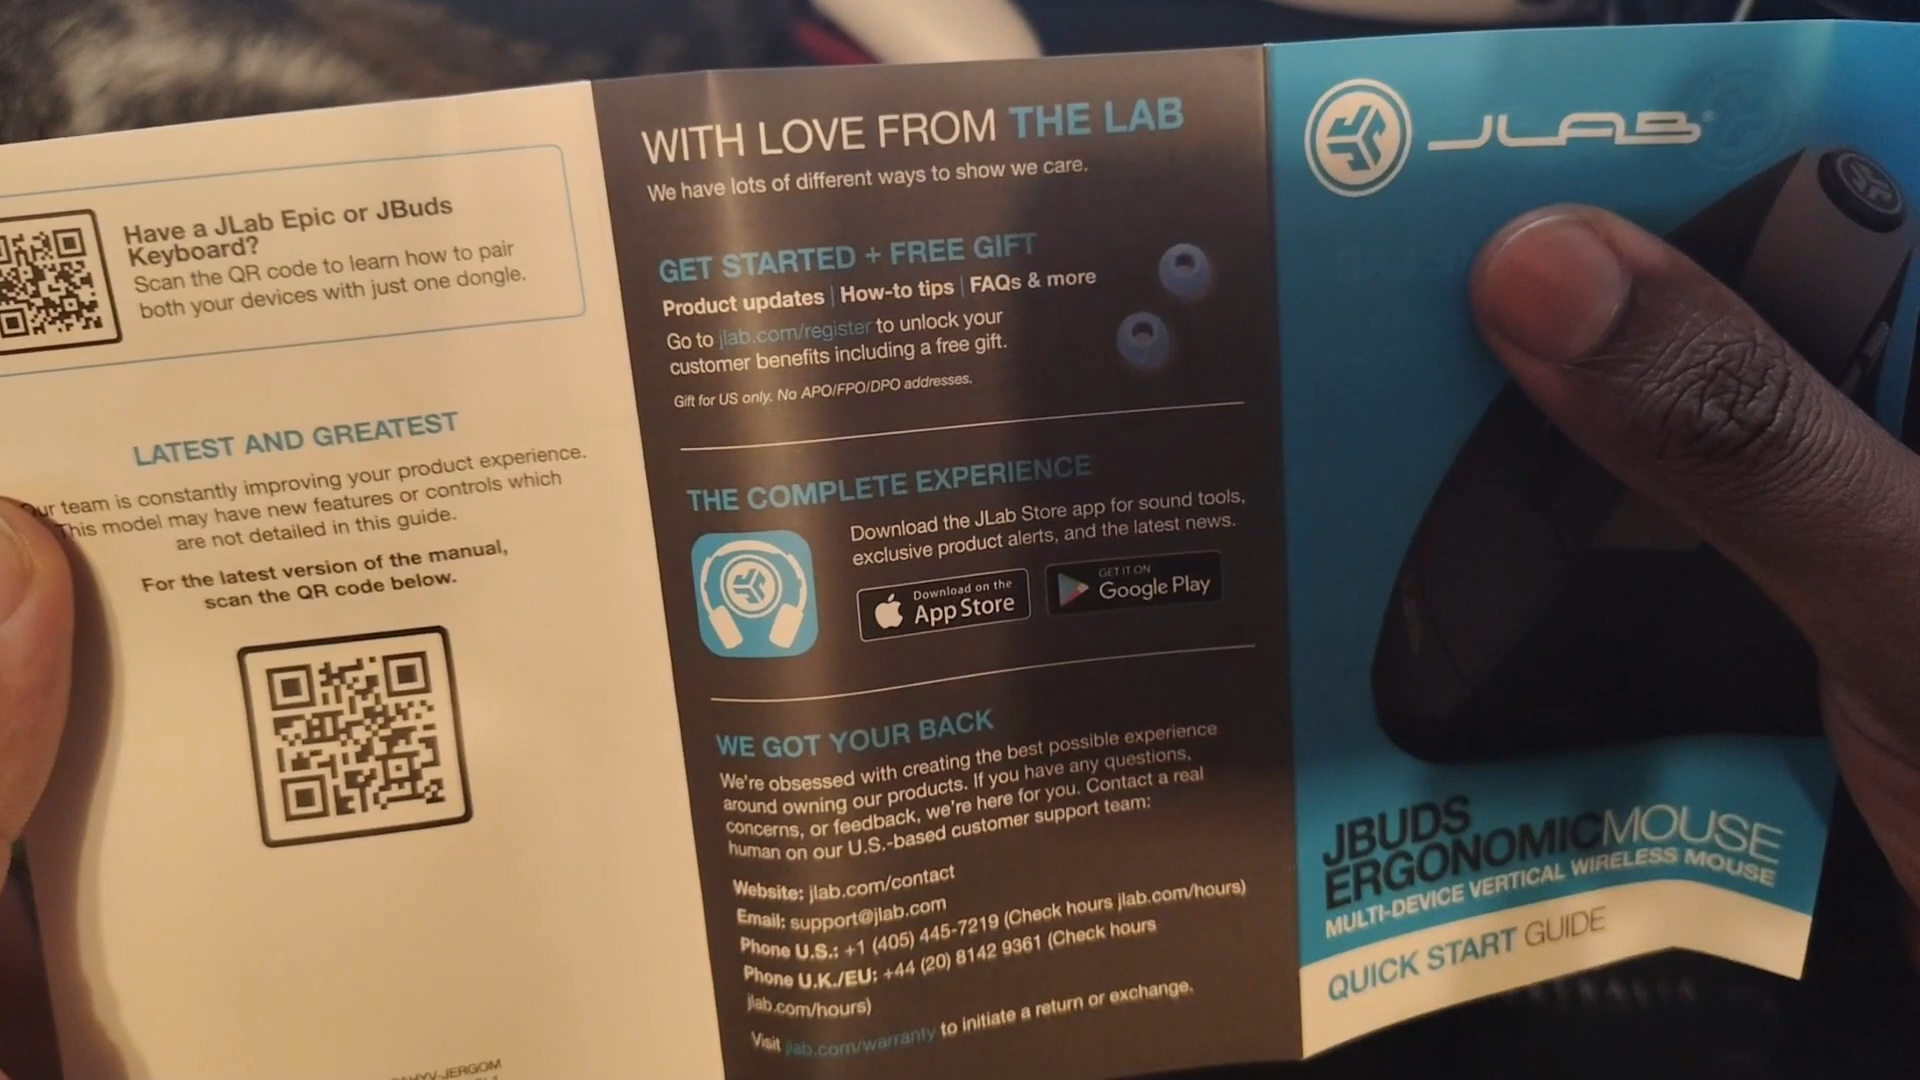 Have a JLab Epic or JBuds
Keyboard?
Scan the QR code to learn how to pair
both your devices with just one dongle.
LATEST AND GREATEST
Our team is constantly improving your product experience.
This model may have new features or controls which
are not detailed in this guide.
For the latest version of the manual,
scan the QR code below.
WITH LOVE FROM THE LAB
We have lots of different ways to show we care.
GET STARTED + FREE GIFT
Product updates | How-to tips | FAQs & more
Go to jlab.com/register to unlock your
customer benefits including a free gift.
Gift for US only. No APO/FPO/DPO addresses.
THE COMPLETE EXPERIENCE
Download the JLab Store app for sound tools,
exclusive product alerts, and the latest news.
Download on the
App Store
GET IT ON
Google Play
WE GOT YOUR BACK
We're obsessed with creating the best possible experience
around owning our products. If you have any questions,
concerns, or feedback, we're here for you. Contact a real
human on our U.S.-based customer support team:
Website: jlab.com/contact
Email: support@jlab.com
Phone U.S.: +1 (405) 445-7219 (Check hours jlab.com/hours)
Phone U.K./EU: +44 (20) 8142 9361 (Check hours
jlab.com/hours)
Visit jlab.com/warranty to initiate a return or exchange.
JLAB®
JBUDS
ERGONOMIC MOUSE
MULTI-DEVICE VERTICAL WIRELESS MOUSE
QUICK START GUIDE